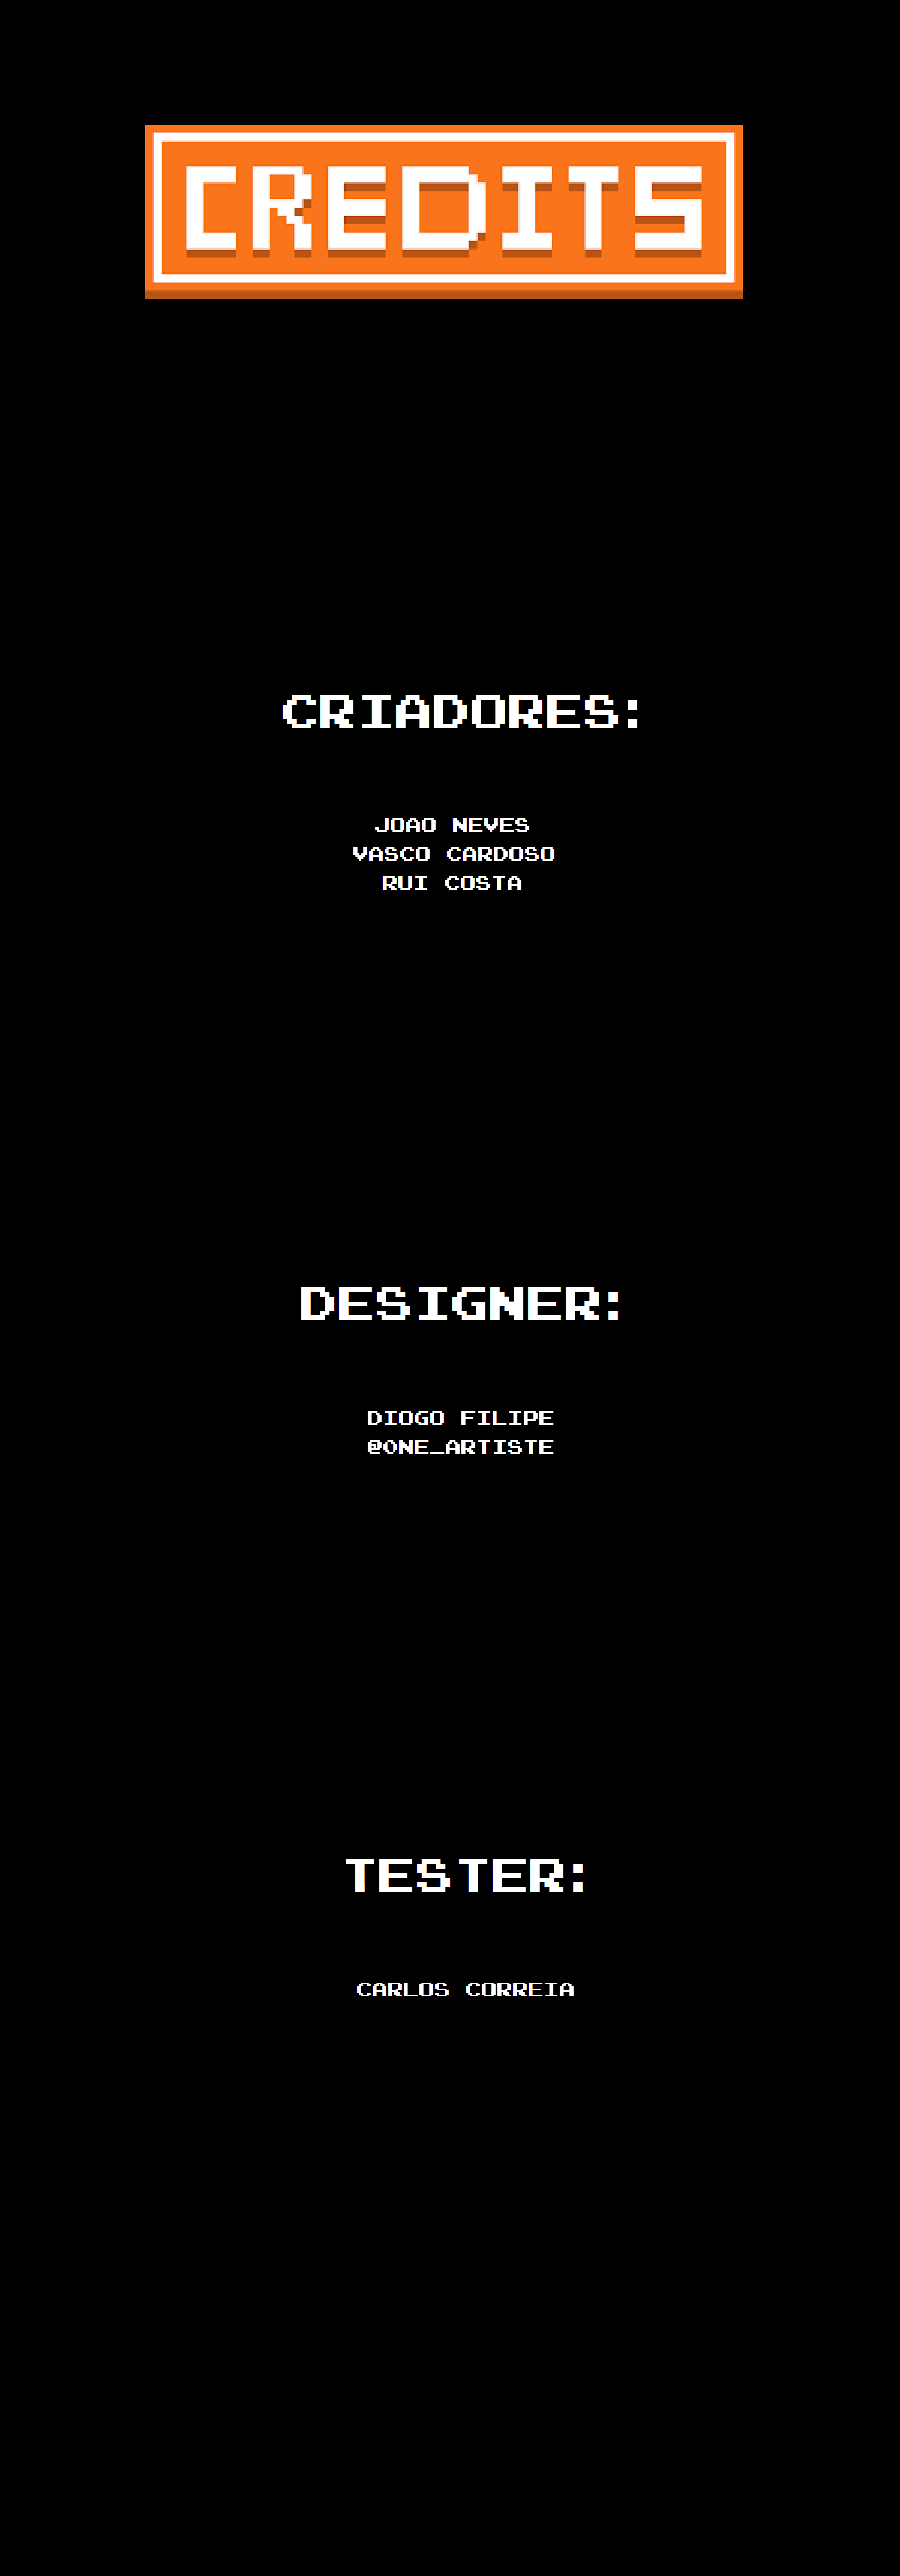 CREDITS
CRIADORES:
JOAO NEVES
VASCO CARDOSO
RUI COSTA
DESIGNER:
DIOGO FILIPE
@ONE_ARTISTE
TESTER:
CARLOS CORREIA